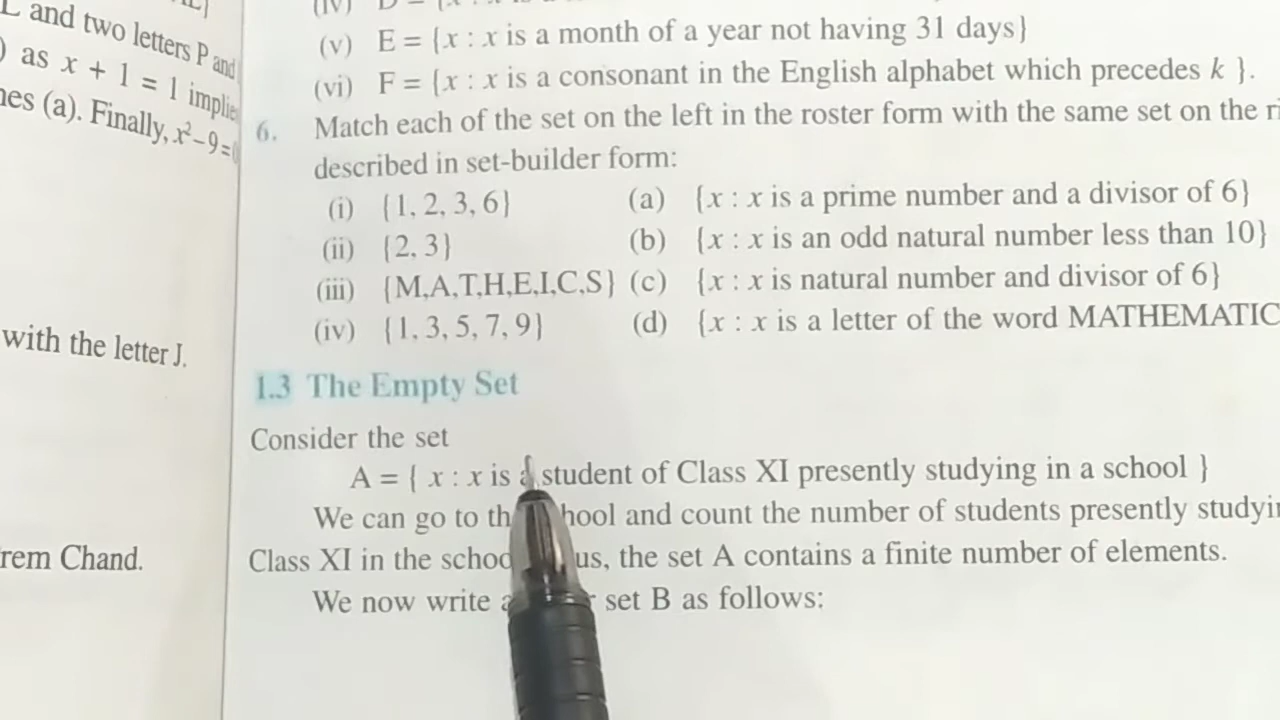 L and two letters P and
as x + 1 = 1
nes (a). Finally, x² – 9 =
with the letter J.
rem Chand.
(v) E = {x : x is a month of a year not having 31 days}
(vi) F = {x : x is a consonant in the English alphabet which precedes k }.
6. Match each of the set on the left in the roster form with the same set on the
described in set-builder form:
(i) {1, 2, 3, 6} (a) {x : x is a prime number and a divisor of 6}
(ii) {2, 3} (b) {x : x is an odd natural number less than 10}
(iii) {M,A,T,H,E,I,C,S} (c) {x : x is natural number and divisor of 6}
(iv) {1, 3, 5, 7, 9} (d) {x : x is a letter of the word MATHEMATIC
1.3 The Empty Set
Consider the set
A = { x : x is a student of Class XI presently studying in a school }
We can go to hool and count the number of students presently studyi
Class XI in the schoo us, the set A contains a finite number of elements.
We now write set B as follows: